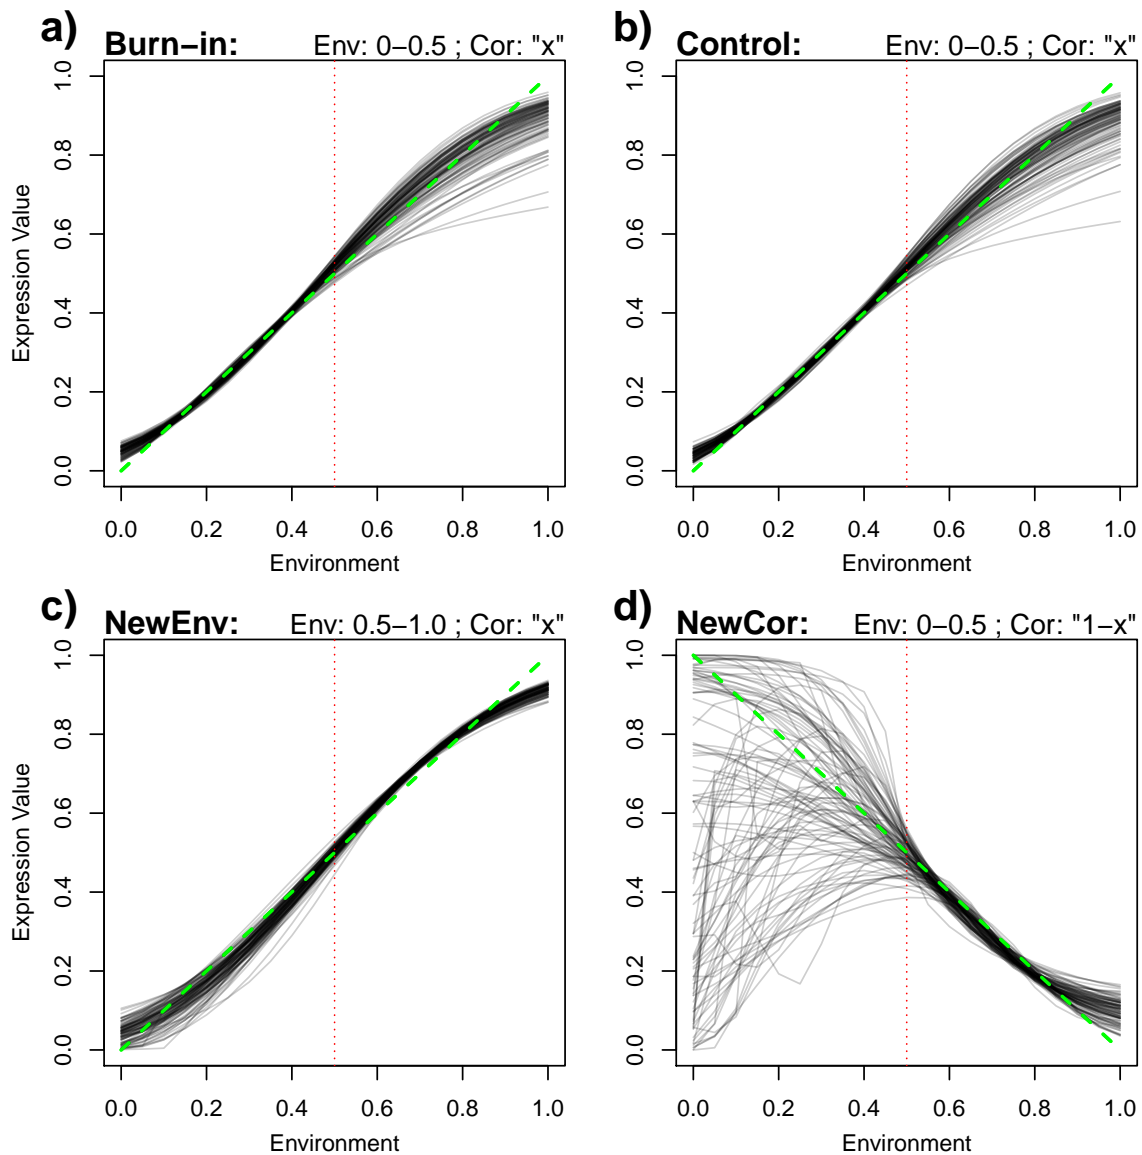 a) Burn−in: Env: 0−0.5 ; Cor: "x"
1.0
0.8
0.6
0.4
0.2
0.0
Expression Value
0.0 0.2 0.4 0.6 0.8 1.0
Environment
b) Control: Env: 0−0.5 ; Cor: "x"
1.0
0.8
0.6
0.4
0.2
0.0
0.0 0.2 0.4 0.6 0.8 1.0
Environment
c) NewEnv: Env: 0.5−1.0 ; Cor: "x"
1.0
0.8
0.6
0.4
0.2
0.0
Expression Value
0.0 0.2 0.4 0.6 0.8 1.0
Environment
d) NewCor: Env: 0−0.5 ; Cor: "1−x"
1.0
0.8
0.6
0.4
0.2
0.0
0.0 0.2 0.4 0.6 0.8 1.0
Environment